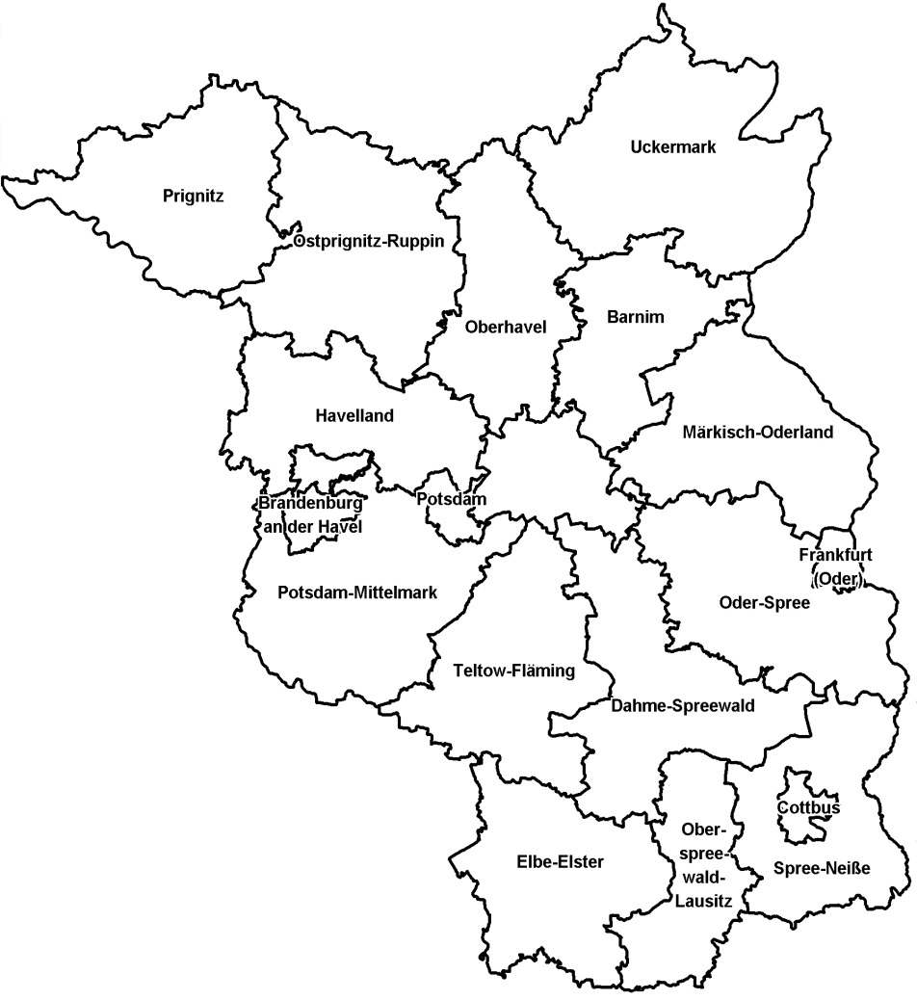 Uckermark
Prignitz
Ostprignitz-Ruppin
Barnim
Oberhavel
Havelland
Märkisch-Oderland
Potsdam
Brandenburg
an der Havel
Frankfurt
(Oder)
Potsdam-Mittelmark
Oder-Spree
Teltow-Fläming
Dahme-Spreewald
Cottbus
Ober-
spree-
wald-
Lausitz
Elbe-Elster
Spree-Neiße